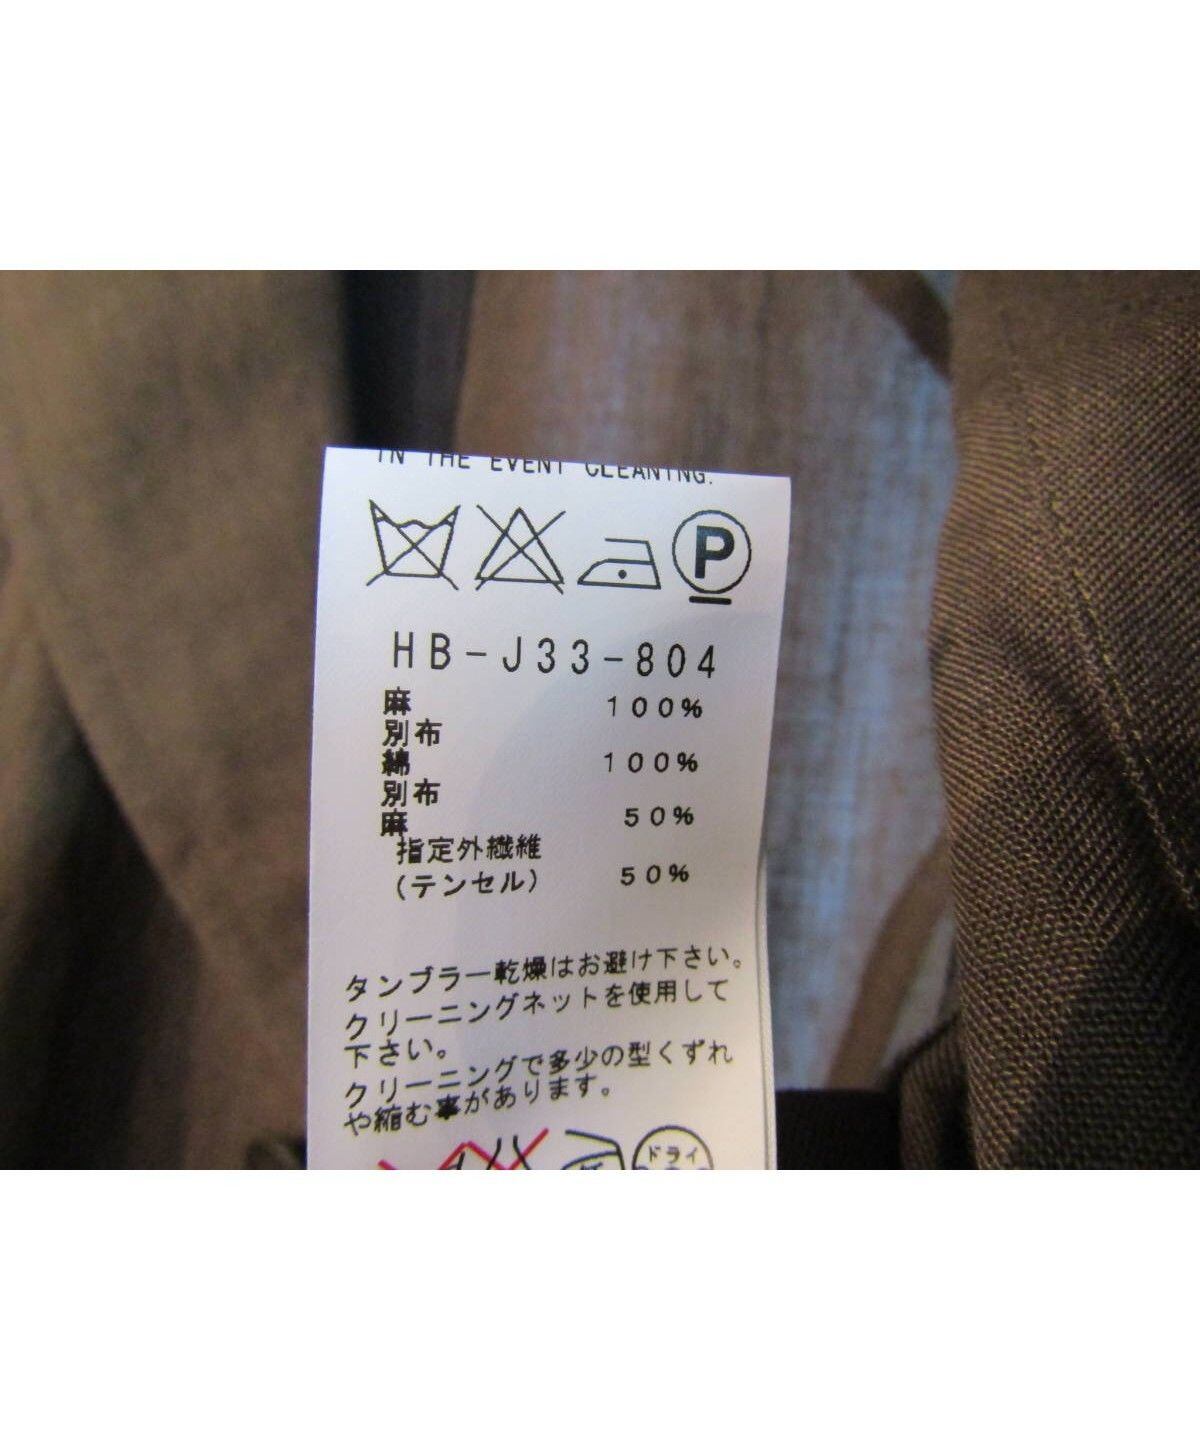 IN THE EVENT CLEANING.
P
HB-J33-804
麻 100%
別布
綿 100%
別布
麻 50%
指定外繊維
(テンセル) 50%
タンブラー乾燥はお避け下さい。
クリーニングネットを使用して
下さい。
クリーニングで多少の型くずれ
や縮む事があります。
ドライ